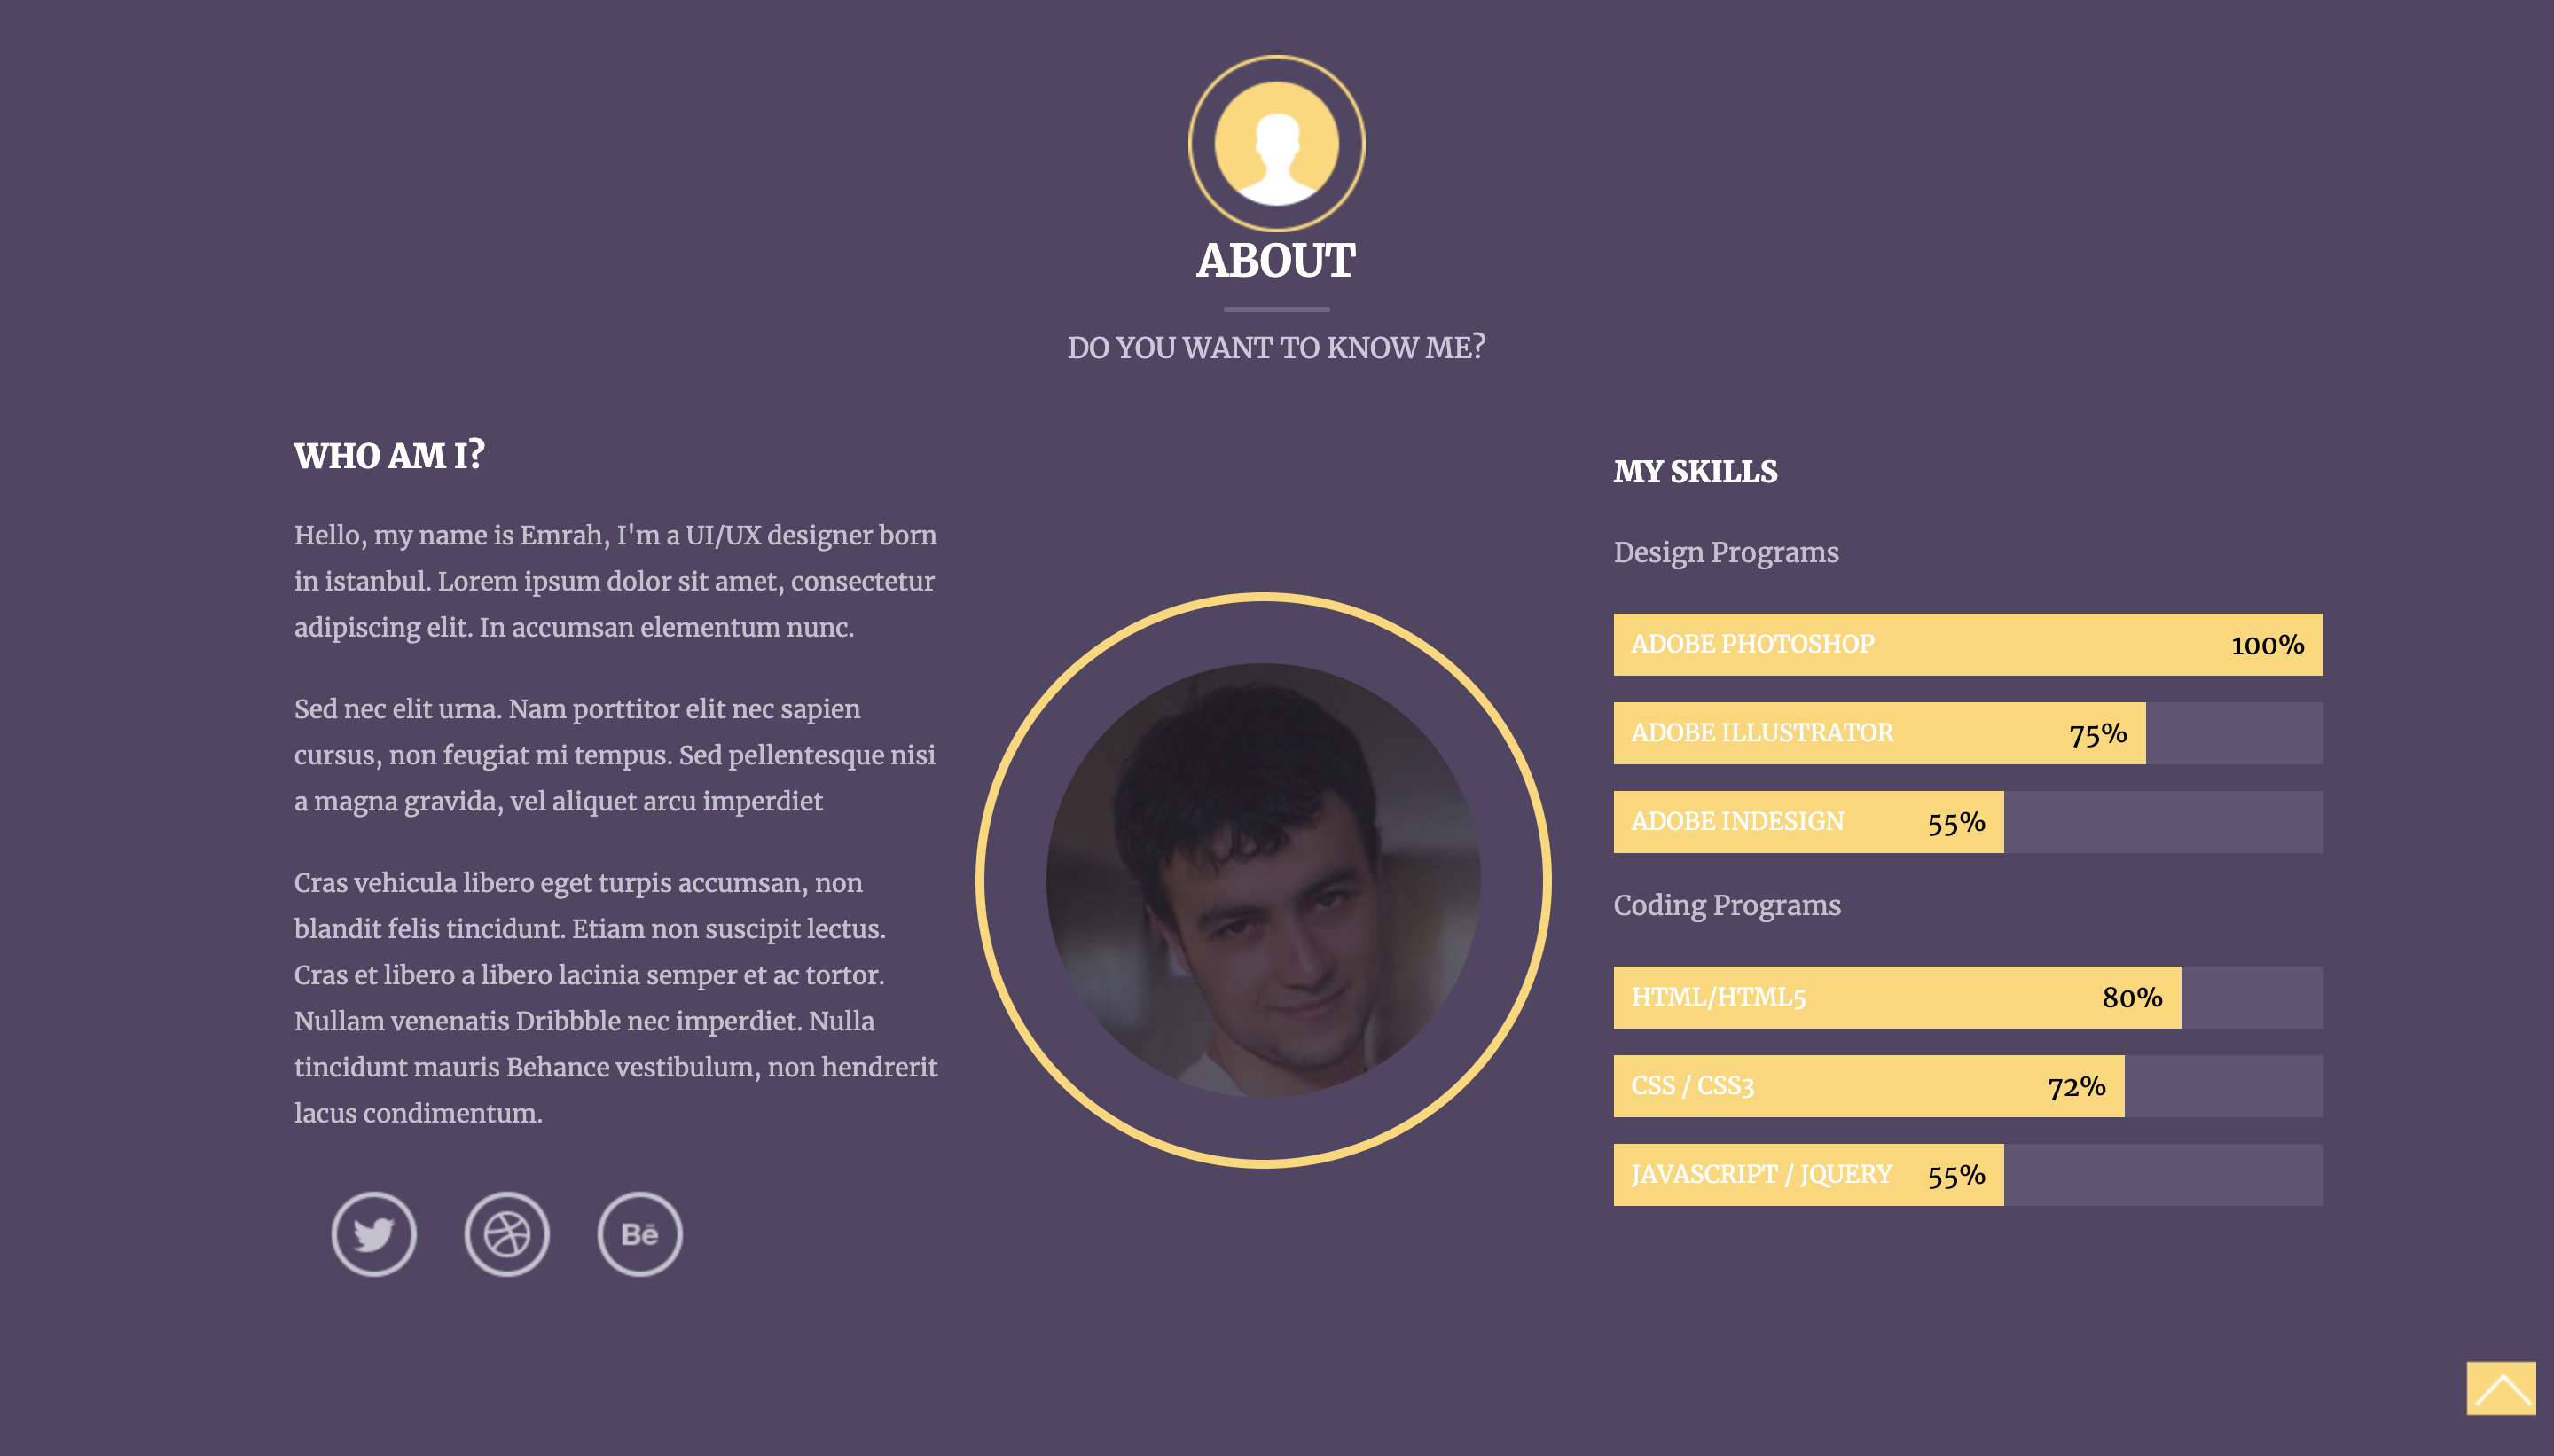 ABOUT
DO YOU WANT TO KNOW ME?
WHO AM I?
Hello, my name is Emrah, I'm a UI/UX designer born
in istanbul. Lorem ipsum dolor sit amet, consectetur
adipiscing elit. In accumsan elementum nunc.
Sed nec elit urna. Nam porttitor elit nec sapien
cursus, non feugiat mi tempus. Sed pellentesque nisi
a magna gravida, vel aliquet arcu imperdiet
Cras vehicula libero eget turpis accumsan, non
blandit felis tincidunt. Etiam non suscipit lectus.
Cras et libero a libero lacinia semper et ac tortor.
Nullam venenatis Dribbble nec imperdiet. Nulla
tincidunt mauris Behance vestibulum, non hendrerit
lacus condimentum.
Bē
MY SKILLS
Design Programs
ADOBE PHOTOSHOP 100%
ADOBE ILLUSTRATOR 75%
ADOBE INDESIGN 55%
Coding Programs
HTML/HTML5 80%
CSS / CSS3 72%
JAVASCRIPT / JQUERY 55%